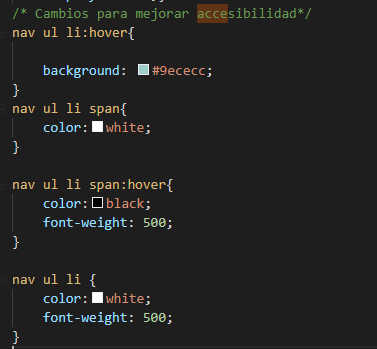 /* Cambios para mejorar accesibilidad*/
nav ul li:hover{
background: #9ececc;
}
nav ul li span{
color: white;
}
nav ul li span:hover{
color: black;
font-weight: 500;
}
nav ul li {
color: white;
font-weight: 500;
}